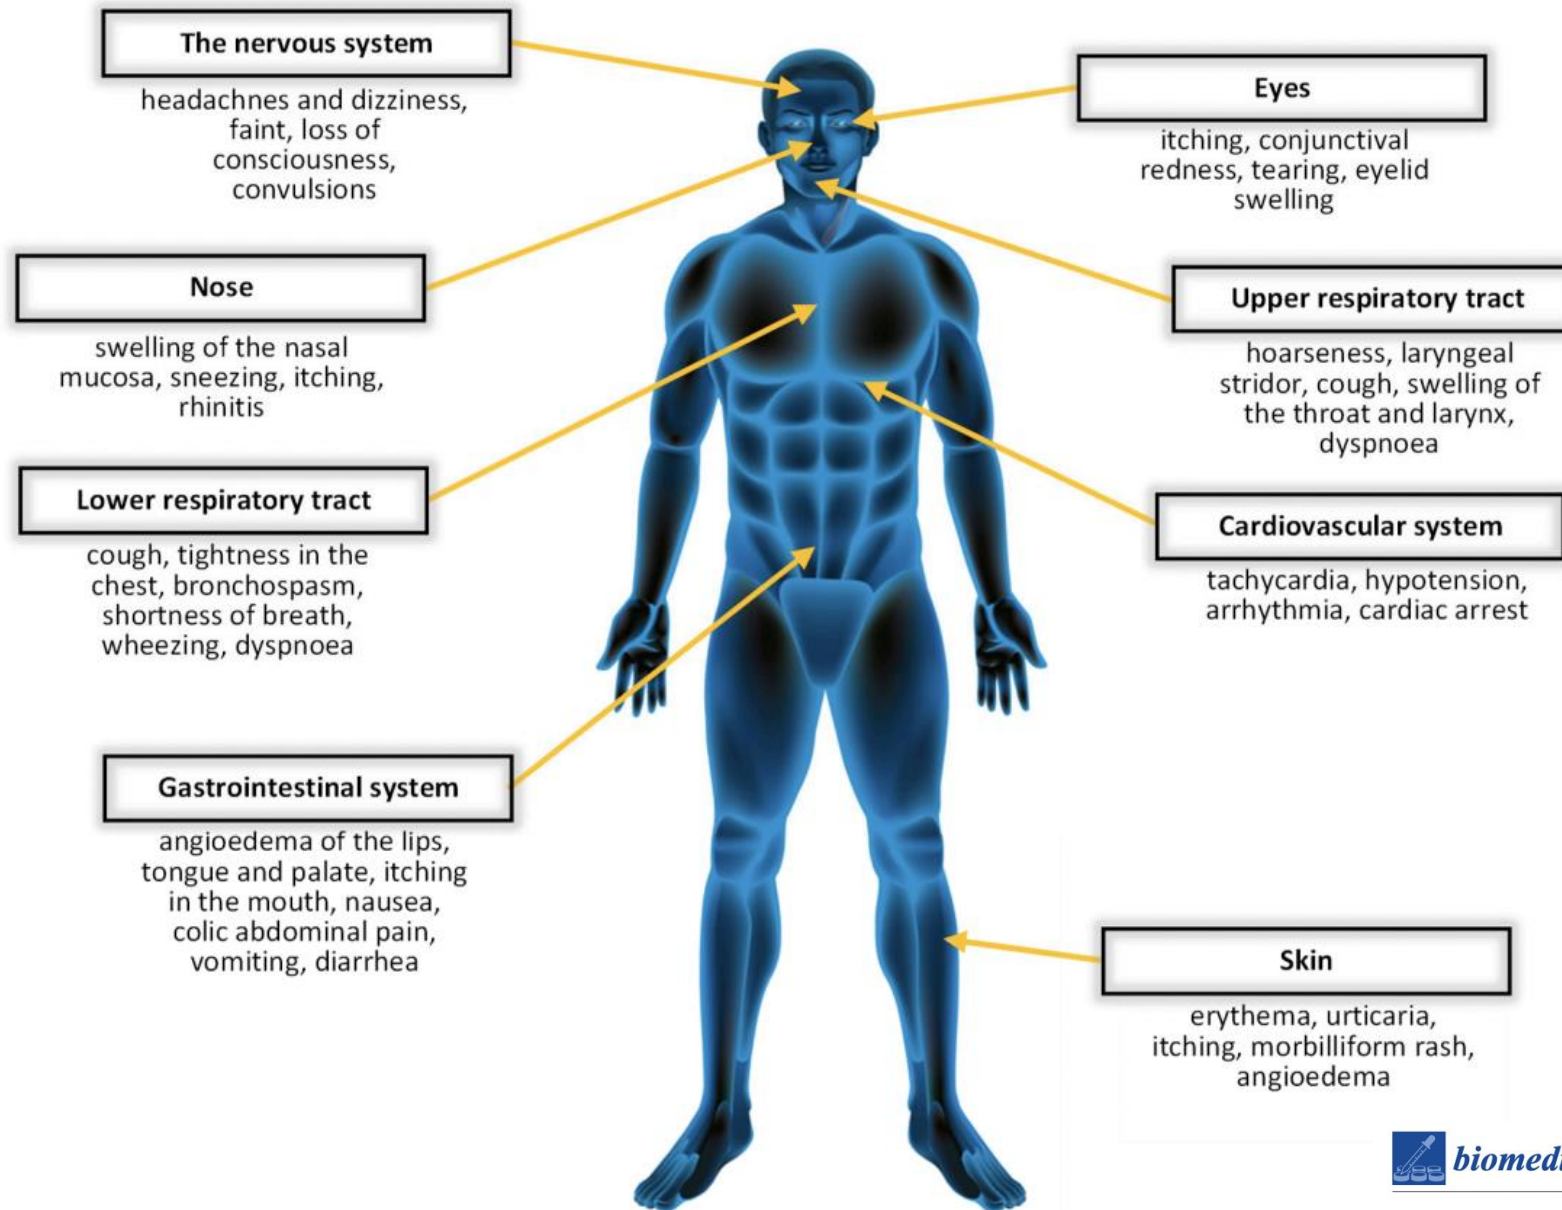 The nervous system
headachnes and dizziness,
faint, loss of
consciousness,
convulsions
Eyes
itching, conjunctival
redness, tearing, eyelid
swelling
Nose
swelling of the nasal
mucosa, sneezing, itching,
rhinitis
Upper respiratory tract
hoarseness, laryngeal
stridor, cough, swelling of
the throat and larynx,
dyspnoea
Lower respiratory tract
cough, tightness in the
chest, bronchospasm,
shortness of breath,
wheezing, dyspnoea
Cardiovascular system
tachycardia, hypotension,
arrhythmia, cardiac arrest
Gastrointestinal system
angioedema of the lips,
tongue and palate, itching
in the mouth, nausea,
colic abdominal pain,
vomiting, diarrhea
Skin
erythema, urticaria,
itching, morbilliform rash,
angioedema